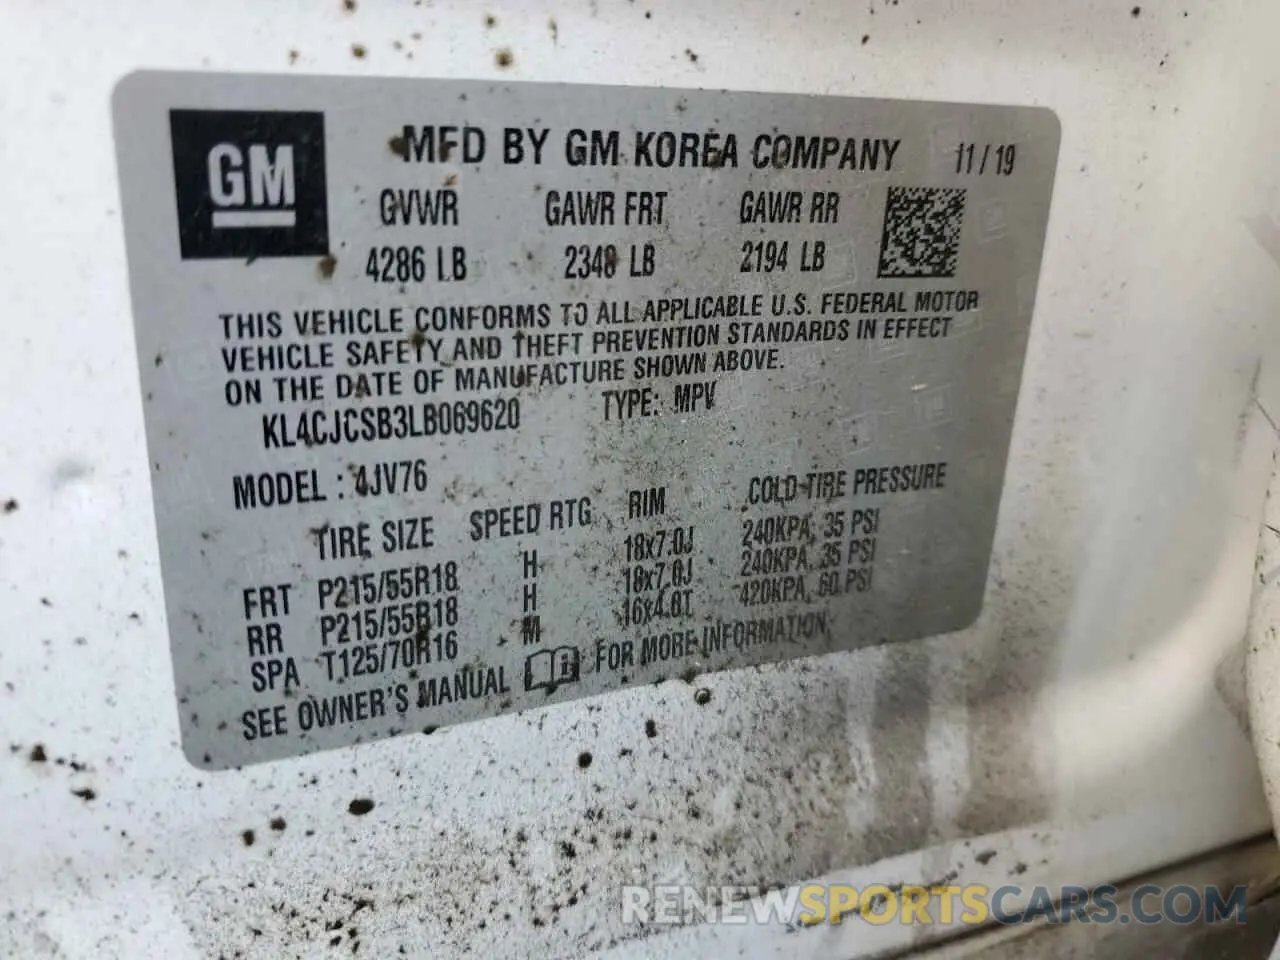 GM
MFD BY GM KOREA COMPANY 11/19
GVWR GAWR FRT GAWR RR
4286 LB 2348 LB 2194 LB
THIS VEHICLE CONFORMS TO ALL APPLICABLE U.S. FEDERAL MOTOR
VEHICLE SAFETY AND THEFT PREVENTION STANDARDS IN EFFECT
ON THE DATE OF MANUFACTURE SHOWN ABOVE.
KL4CJCSB3LB069620 TYPE: MPV
MODEL : 4JV76
TIRE SIZE SPEED RTG RIM COLD TIRE PRESSURE
FRT P215/55R18 H 18x7.0J 240KPA, 35 PSI
RR P215/55R18 H 18x7.0J 240KPA, 35 PSI
SPA T125/70R16 M 16x4.0T 420KPA, 60 PSI
SEE OWNER'S MANUAL FOR MORE INFORMATION.
RENEWSPORTSCARS.COM